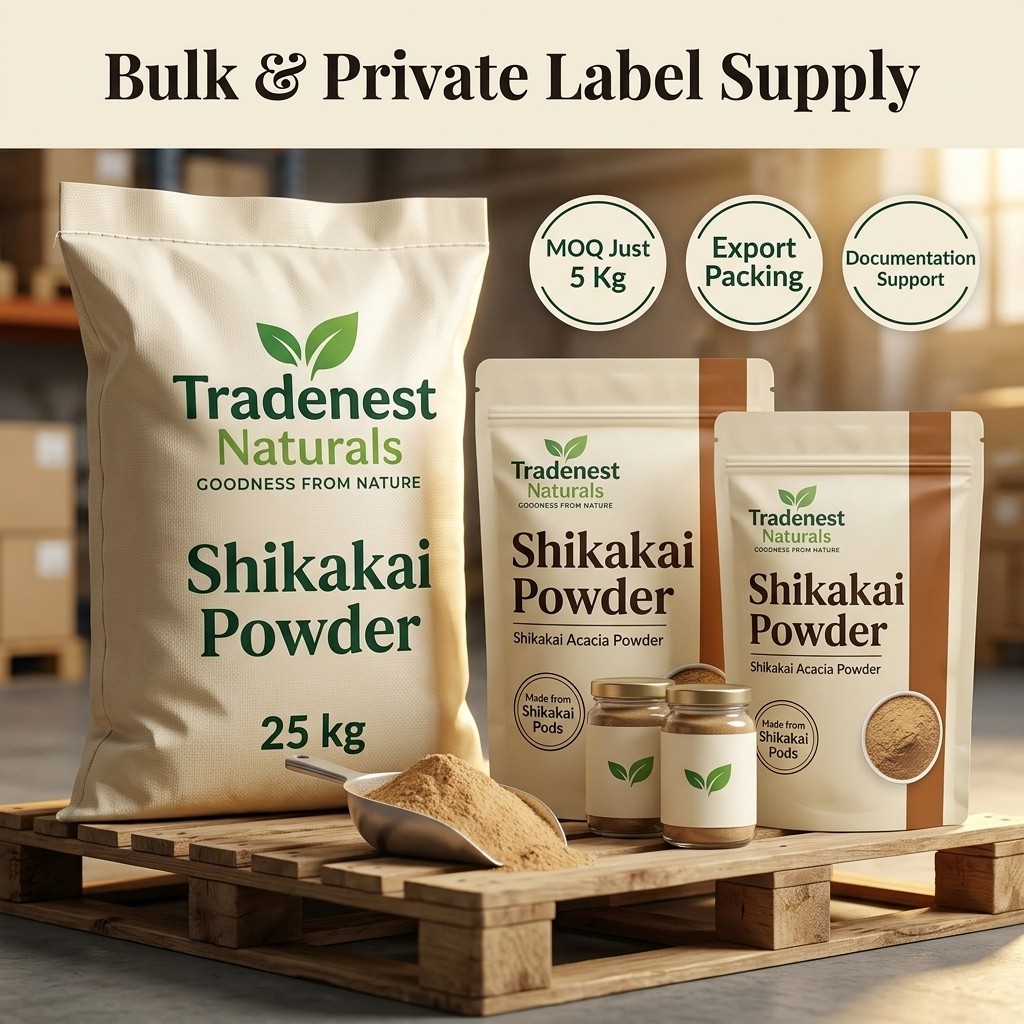 Bulk & Private Label Supply
MOQ Just
5 Kg
Export
Packing
Documentation
Support
Tradenest
Naturals
GOODNESS FROM NATURE
Shikakai
Powder
25 kg
Tradenest
Naturals
GOODNESS FROM NATURE
Shikakai
Powder
Shikakai Acacia Powder
Made from
Shikakai
Pods
Tradenest
Naturals
GOODNESS FROM NATURE
Shikakai
Powder
Shikakai Acacia Powder
Made from
Shikakai
Pods